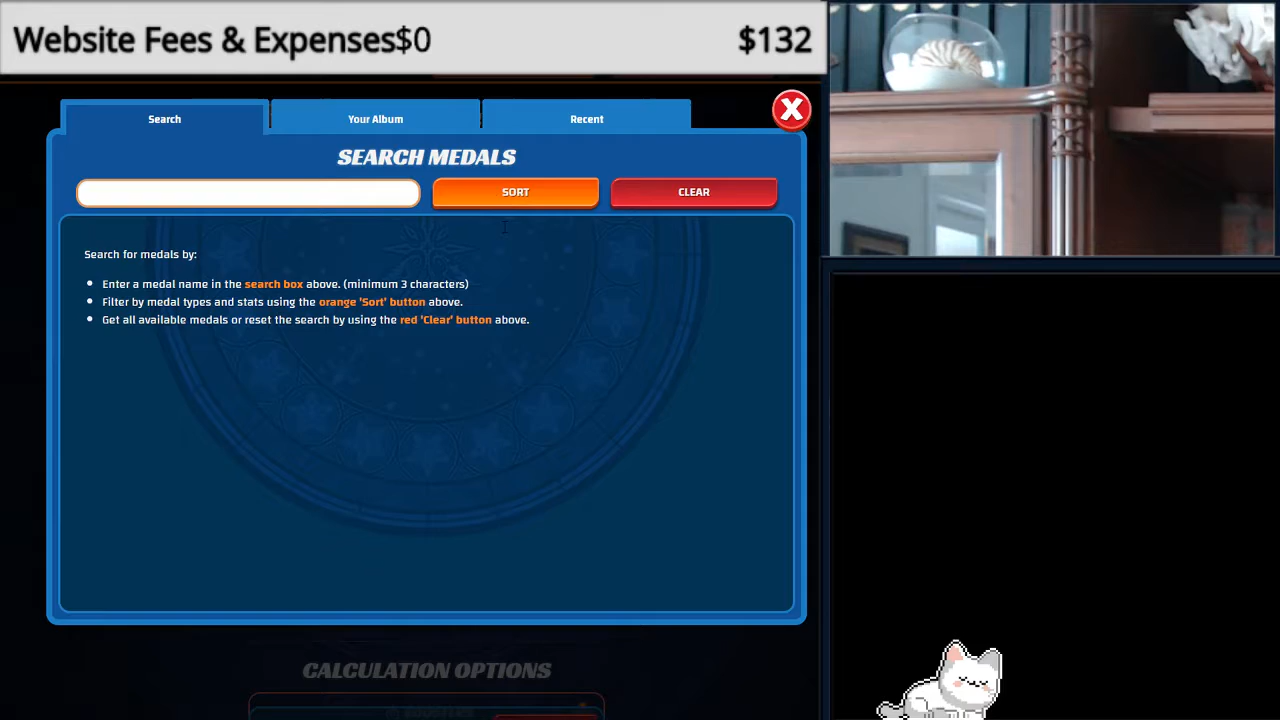 Website Fees & Expenses$0 $132
Search Your Album Recent
X
SEARCH MEDALS
SORT CLEAR
Search for medals by:
Enter a medal name in the search box above. (minimum 3 characters)
Filter by medal types and stats using the orange 'Sort' button above.
Get all available medals or reset the search by using the red 'Clear' button above.
CALCULATION OPTIONS